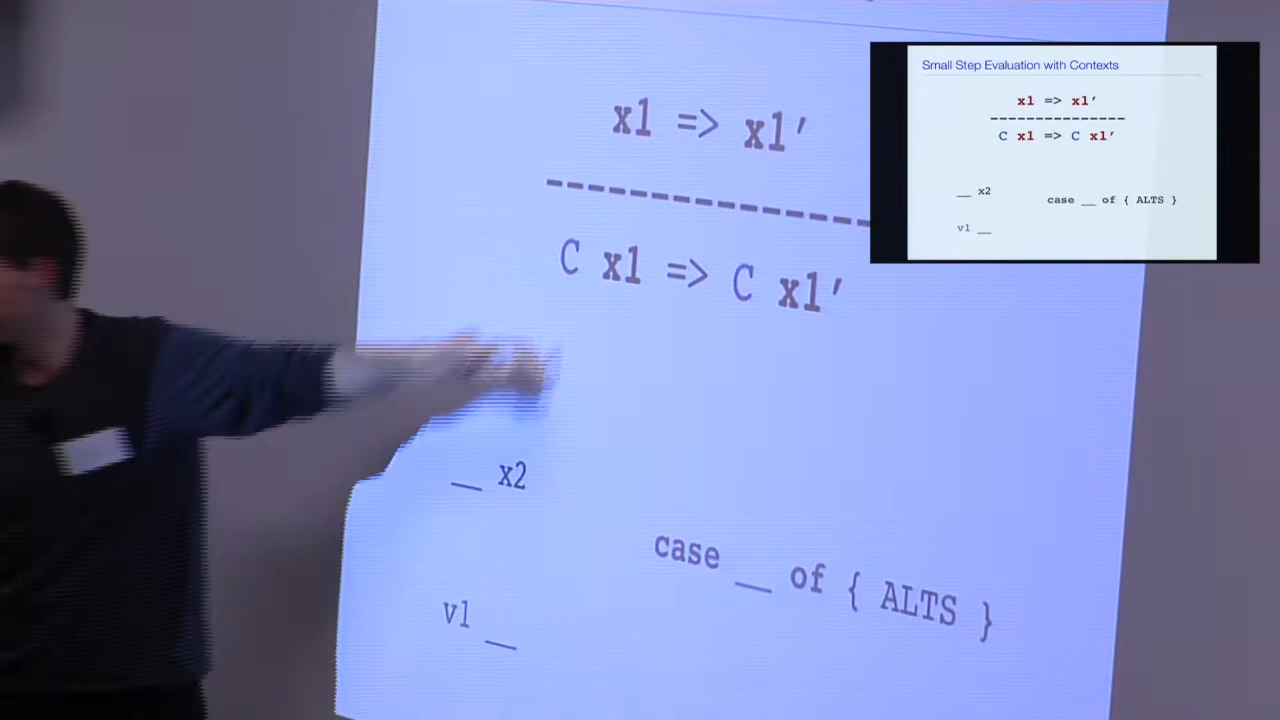 x1 => x1′
---------------
C x1 => C x1′
__ x2
case __ of { ALTS }
v1 __
Small Step Evaluation with Contexts
x1 => x1′
---------------
C x1 => C x1′
__ x2
case __ of { ALTS }
v1 __